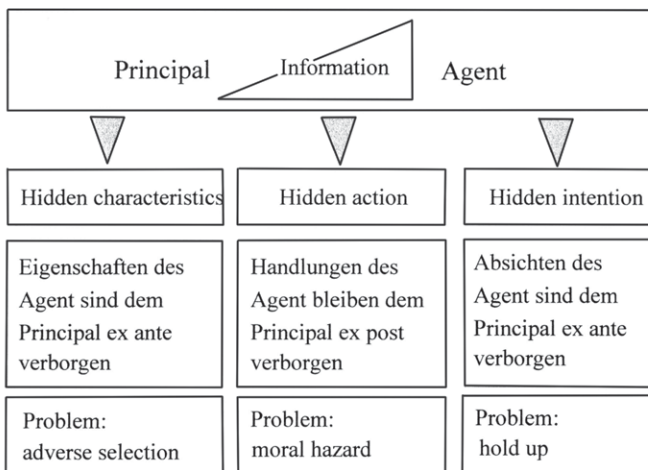 Principal Information Agent
Hidden characteristics
Hidden action
Hidden intention
Eigenschaften des
Agent sind dem
Principal ex ante
verborgen
Handlungen des
Agent bleiben dem
Principal ex post
verborgen
Absichten des
Agent sind dem
Principal ex ante
verborgen
Problem:
adverse selection
Problem:
moral hazard
Problem:
hold up